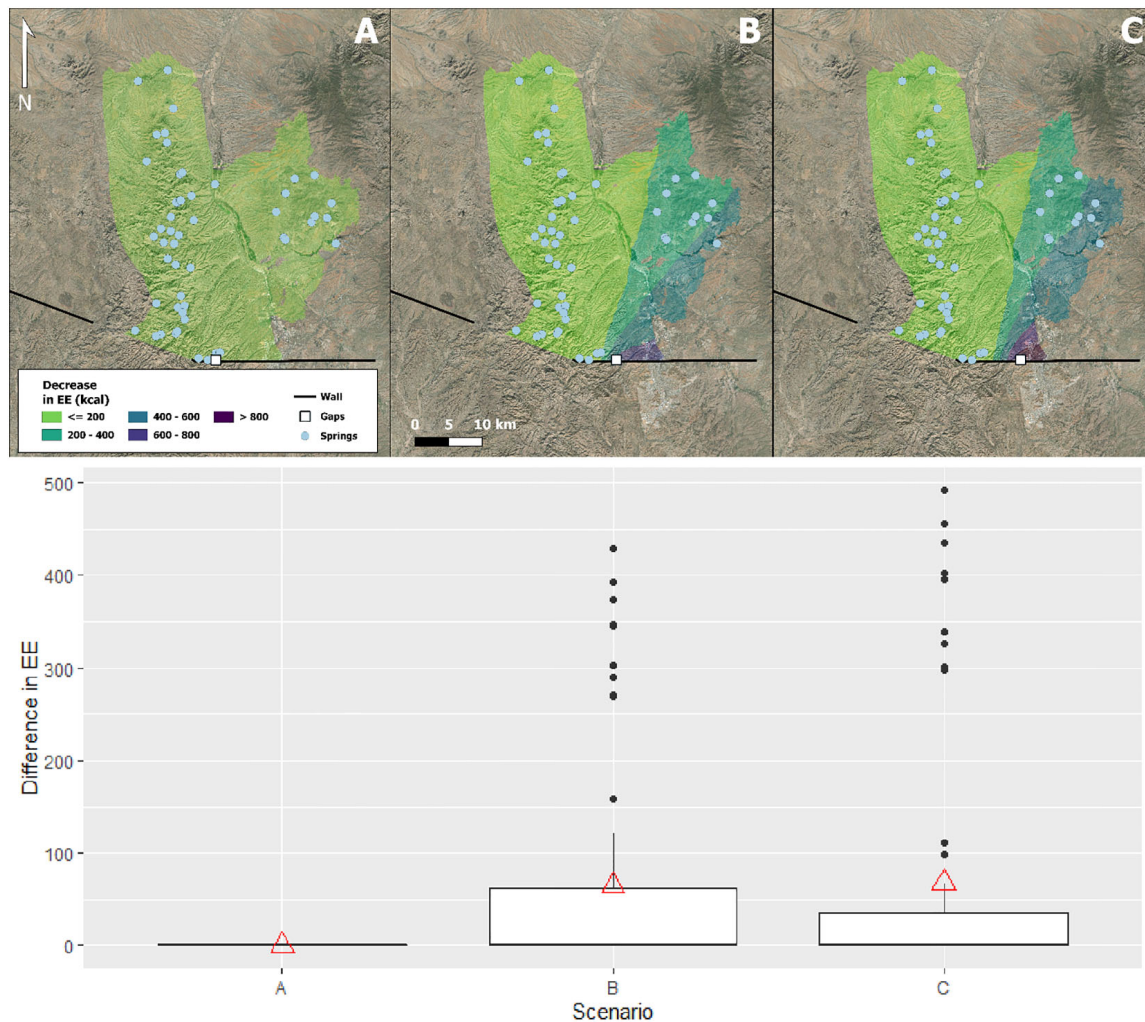 A
B
C
N
Decrease
in EE (kcal)
<= 200
400 - 600
> 800
200 - 400
600 - 800
Wall
Gaps
Springs
0 5 10 km
500
400
300
200
100
0
Difference in EE
A
B
C
Scenario